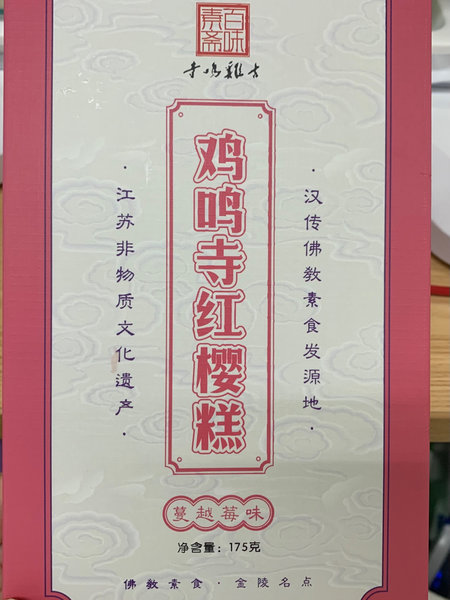 百味素斋
寺鸣雞古
鸡鸣寺红樱糕
·汉传佛教素食发源地·
·江苏非物质文化遗产·
蔓越莓味
净含量：175克
佛教素食·金陵名点